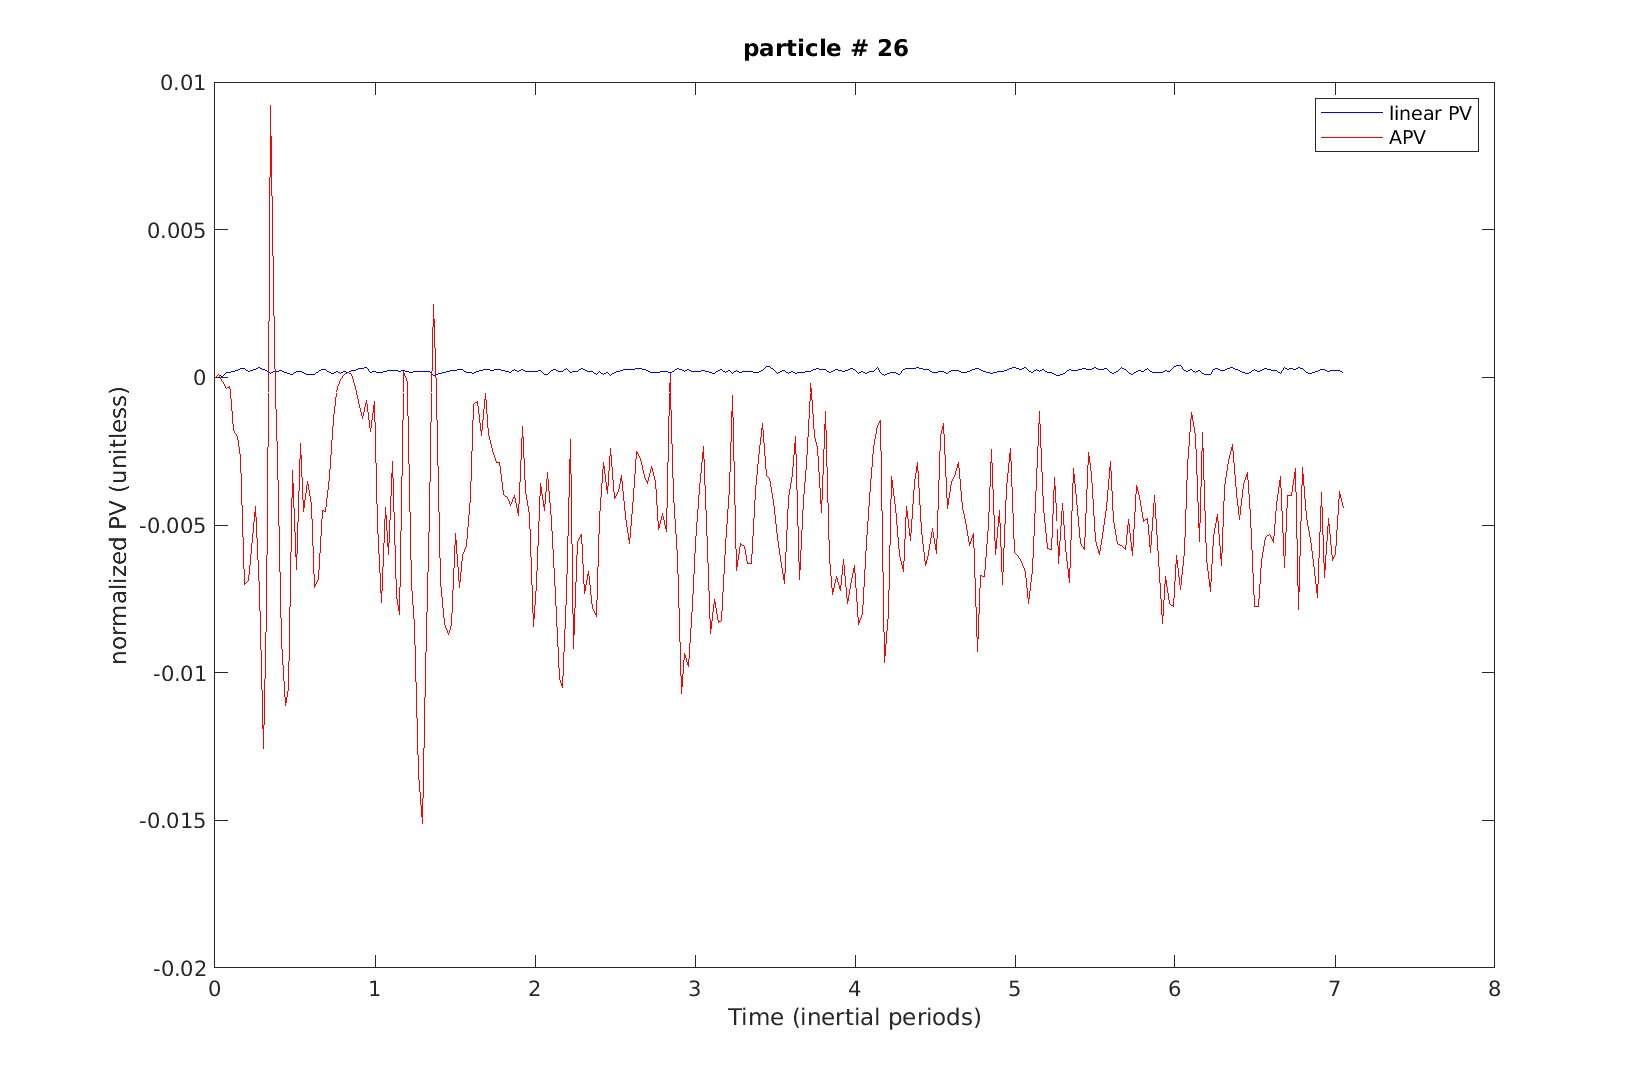 particle # 26
0.01
0.005
0
-0.005
-0.01
-0.015
-0.02
normalized PV (unitless)
linear PV
APV
0 1 2 3 4 5 6 7 8
Time (inertial periods)